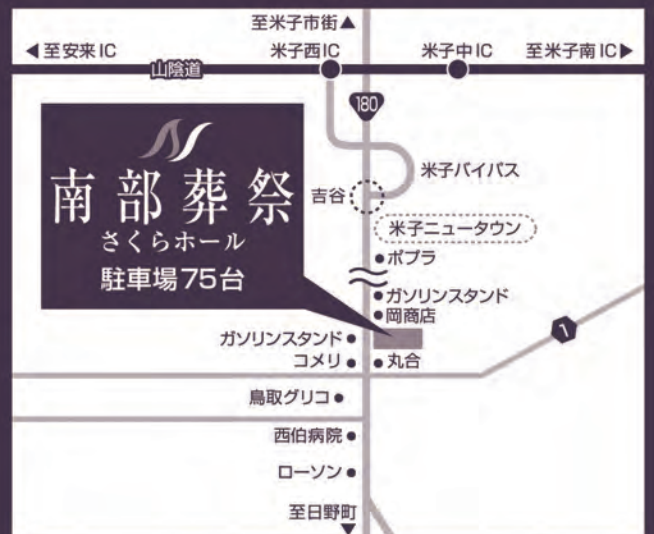 至米子市街▲
◀至安来IC
米子西IC
米子中IC
至米子南IC▶
山陰道
180
南部葬祭
さくらホール
駐車場75台
吉谷
米子バイパス
米子ニュータウン
ポプラ
ガソリンスタンド
岡商店
1
ガソリンスタンド
コメリ
丸合
鳥取グリコ
西伯病院
ローソン
至日野町
▼